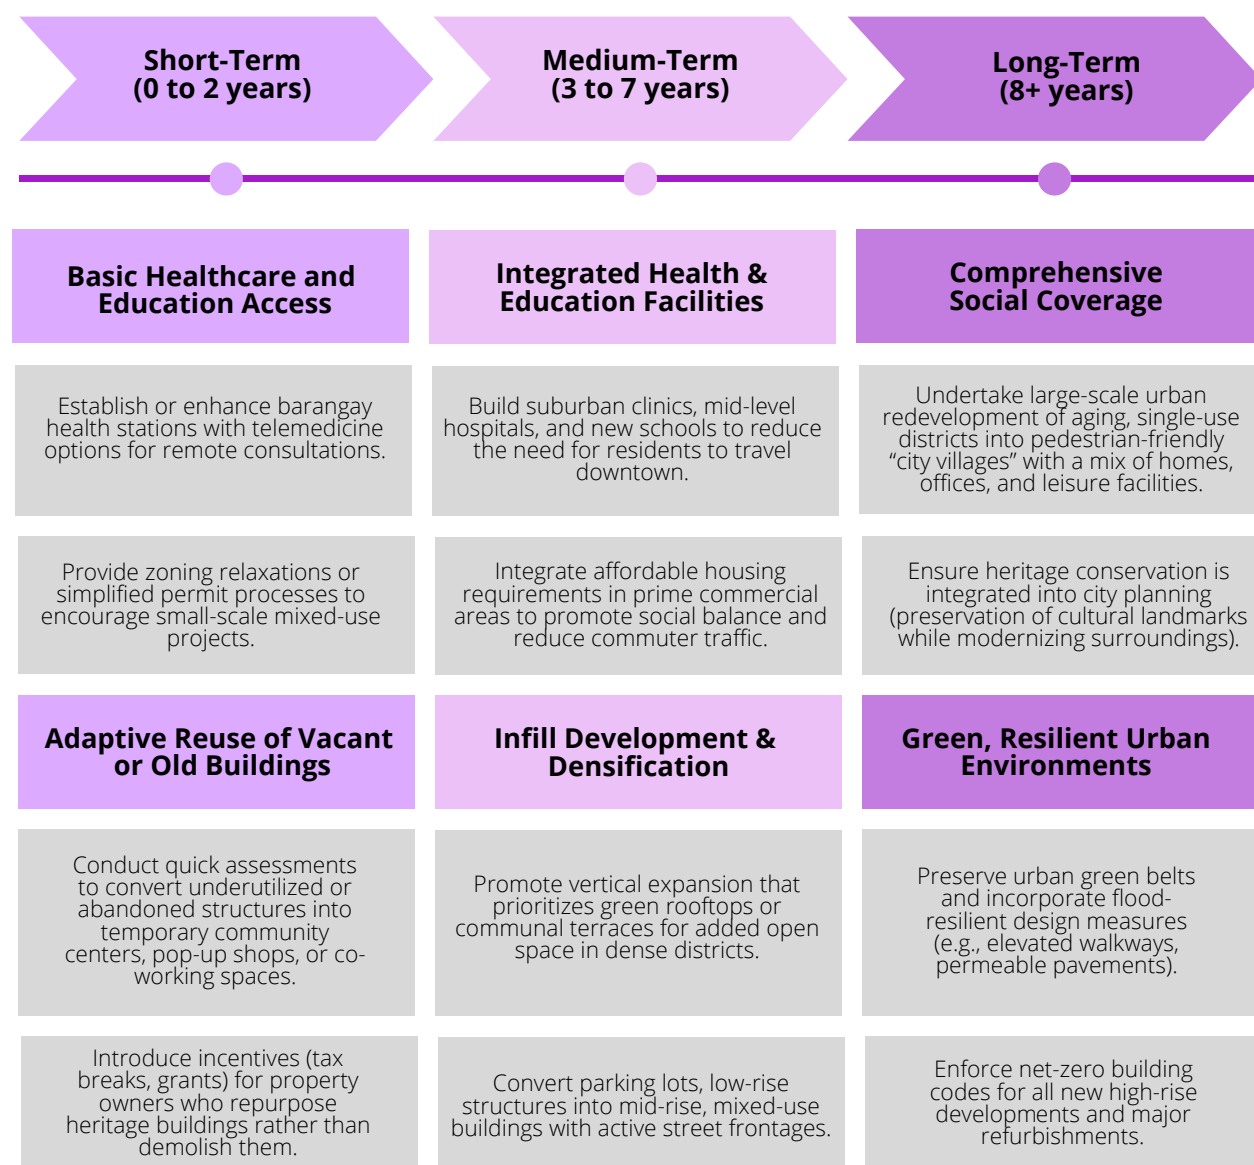 Short-Term
(0 to 2 years)
Medium-Term
(3 to 7 years)
Long-Term
(8+ years)
Basic Healthcare and
Education Access
Integrated Health &
Education Facilities
Comprehensive
Social Coverage
Establish or enhance barangay
health stations with telemedicine
options for remote consultations.
Build suburban clinics, mid-level
hospitals, and new schools to reduce
the need for residents to travel
downtown.
Undertake large-scale urban
redevelopment of aging, single-use
districts into pedestrian-friendly
“city villages” with a mix of homes,
offices, and leisure facilities.
Provide zoning relaxations or
simplified permit processes to
encourage small-scale mixed-use
projects.
Integrate affordable housing
requirements in prime commercial
areas to promote social balance and
reduce commuter traffic.
Ensure heritage conservation is
integrated into city planning
(preservation of cultural landmarks
while modernizing surroundings).
Adaptive Reuse of Vacant
or Old Buildings
Infill Development &
Densification
Green, Resilient Urban
Environments
Conduct quick assessments
to convert underutilized or
abandoned structures into
temporary community
centers, pop-up shops, or co-
working spaces.
Promote vertical expansion that
prioritizes green rooftops or
communal terraces for added open
space in dense districts.
Preserve urban green belts
and incorporate flood-
resilient design measures
(e.g., elevated walkways,
permeable pavements).
Introduce incentives (tax
breaks, grants) for property
owners who repurpose
heritage buildings rather than
demolish them.
Convert parking lots, low-rise
structures into mid-rise, mixed-use
buildings with active street frontages.
Enforce net-zero building
codes for all new high-rise
developments and major
refurbishments.